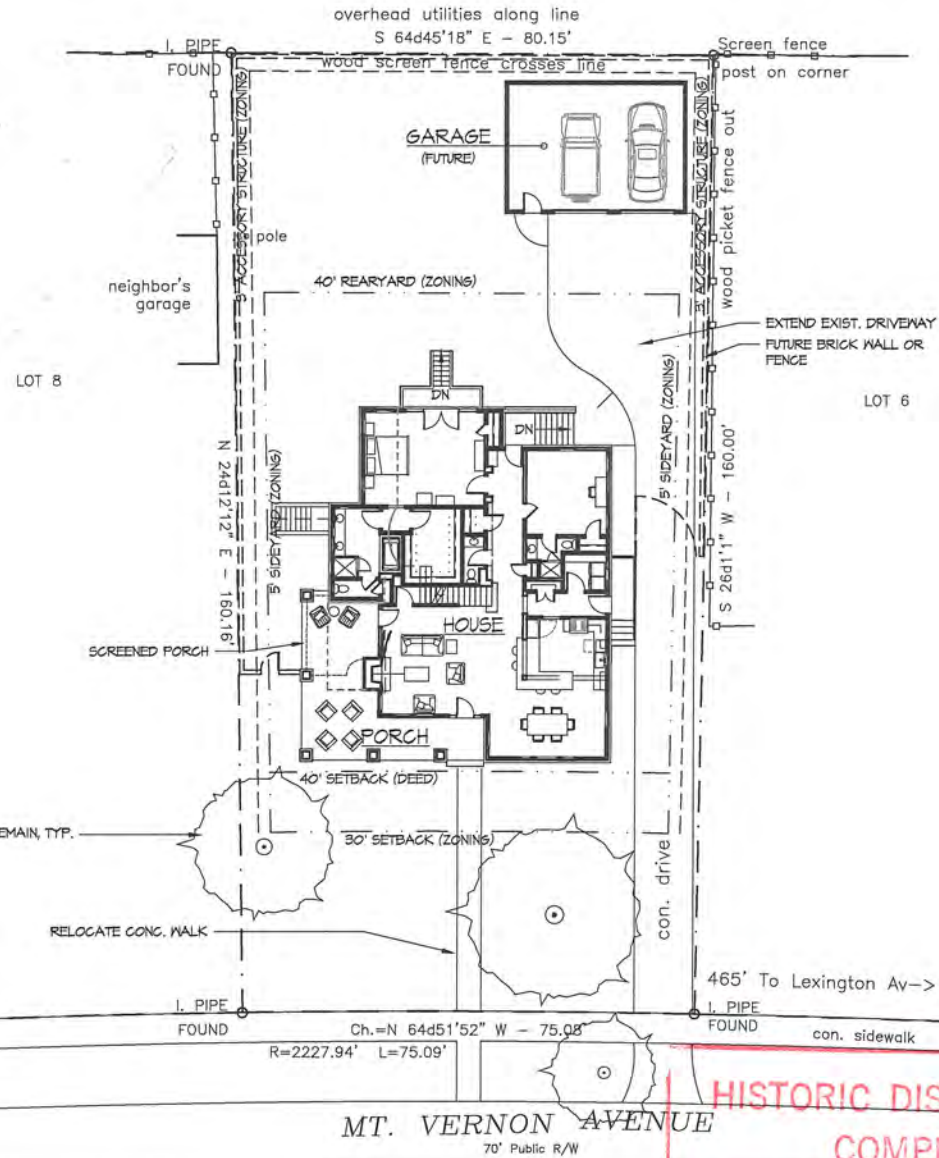 overhead utilities along line
S 64d45'18" E - 80.15'
I. PIPE
FOUND
wood screen fence crosses line
Screen fence
post on corner
GARAGE
(FUTURE)
5' ACCESSORY STRUCTURE (ZONING)
3' ACCESSORY STRUCTURE (ZONING)
wood picket fence out
pole
neighbor's
garage
40' REARYARD (ZONING)
EXTEND EXIST. DRIVEWAY
FUTURE BRICK WALL OR
FENCE
LOT 8
LOT 6
DN
DN
N 24d12'12" E - 160.16'
5' SIDEYARD (ZONING)
5' SIDEYARD (ZONING)
S 26d1'1" W - 160.00'
HOUSE
SCREENED PORCH
PORCH
40' SETBACK (DEED)
EMAIN, TYP.
30' SETBACK (ZONING)
con. drive
RELOCATE CONC. WALK
465' To Lexington Av->
I. PIPE
FOUND
Ch.=N 64d51'52" W - 75.08'
R=2227.94' L=75.09'
I. PIPE
FOUND
con. sidewalk
MT. VERNON AVENUE
70' Public R/W
HISTORIC DIS
COMPL